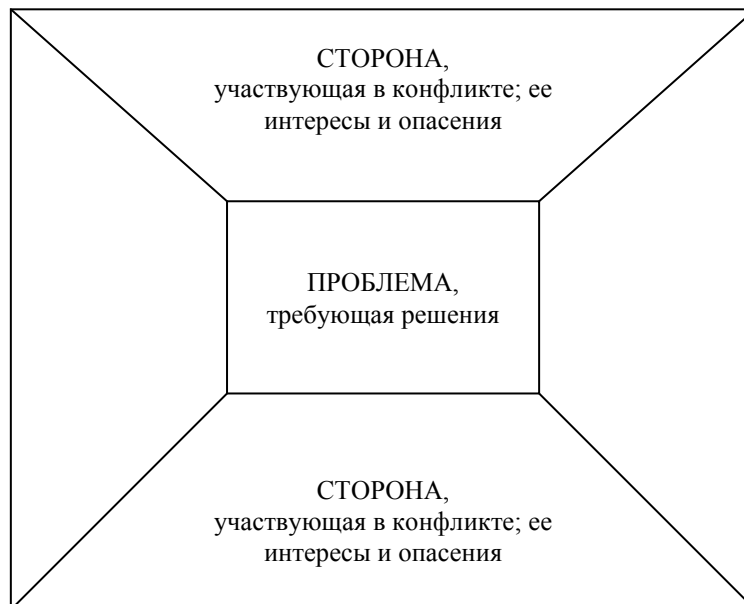 СТОРОНА,
участвующая в конфликте; ее
интересы и опасения
ПРОБЛЕМА,
требующая решения
СТОРОНА,
участвующая в конфликте; ее
интересы и опасения